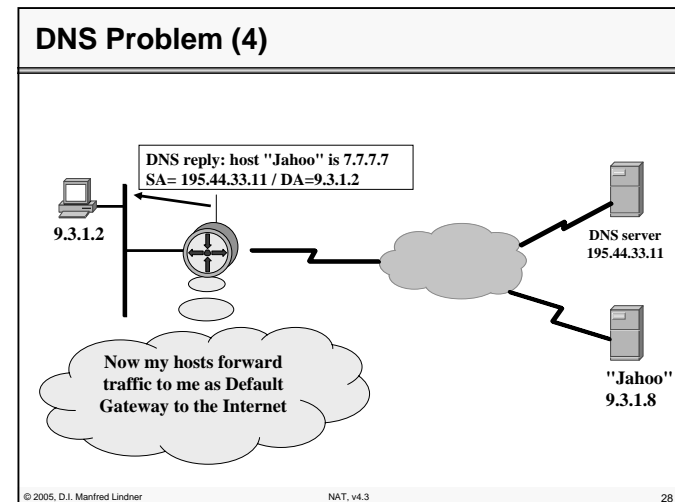 DNS Problem (4)
DNS reply: host "Jahoo" is 7.7.7.7
SA= 195.44.33.11 / DA=9.3.1.2
9.3.1.2
DNS server
195.44.33.11
Now my hosts forward
traffic to me as Default
Gateway to the Internet
"Jahoo"
9.3.1.8
© 2005, D.I. Manfred Lindner
NAT, v4.3
28